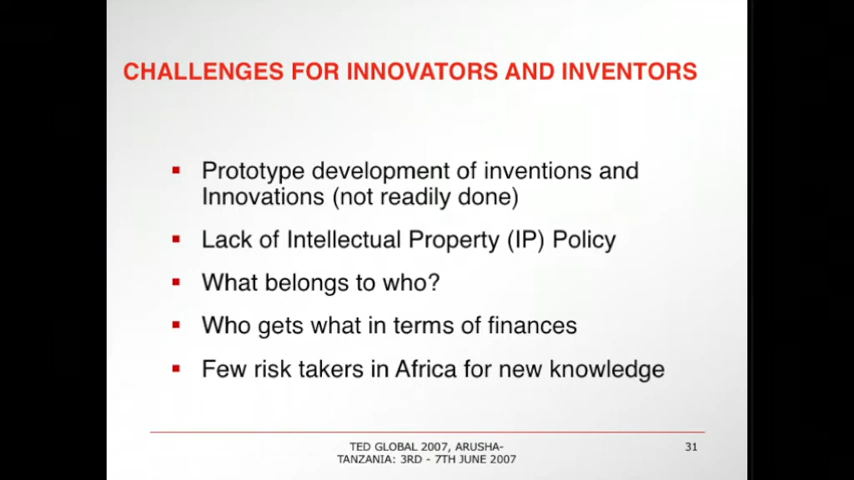 CHALLENGES FOR INNOVATORS AND INVENTORS
Prototype development of inventions and
Innovations (not readily done)
Lack of Intellectual Property (IP) Policy
What belongs to who?
Who gets what in terms of finances
Few risk takers in Africa for new knowledge
TED GLOBAL 2007, ARUSHA-
TANZANIA: 3RD - 7TH JUNE 2007
31